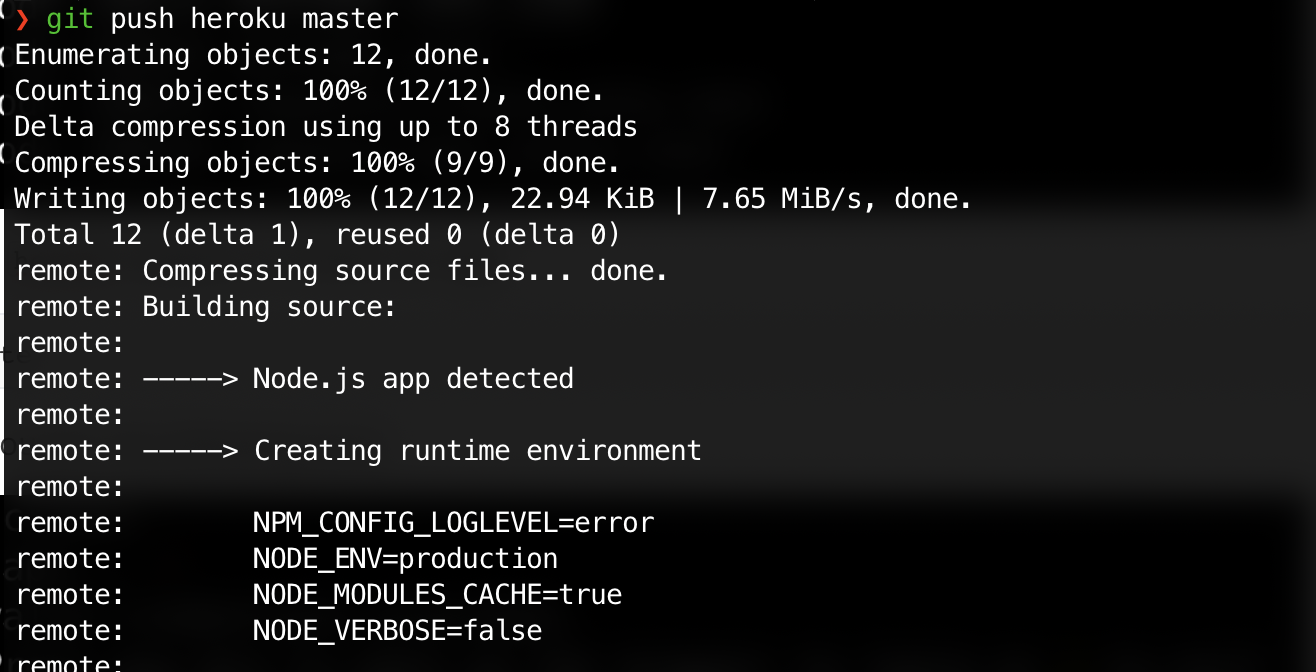 ❯ git push heroku master
Enumerating objects: 12, done.
Counting objects: 100% (12/12), done.
Delta compression using up to 8 threads
Compressing objects: 100% (9/9), done.
Writing objects: 100% (12/12), 22.94 KiB | 7.65 MiB/s, done.
Total 12 (delta 1), reused 0 (delta 0)
remote: Compressing source files... done.
remote: Building source:
remote:
remote: -----> Node.js app detected
remote:
remote: -----> Creating runtime environment
remote:
remote:        NPM_CONFIG_LOGLEVEL=error
remote:        NODE_ENV=production
remote:        NODE_MODULES_CACHE=true
remote:        NODE_VERBOSE=false
remote: